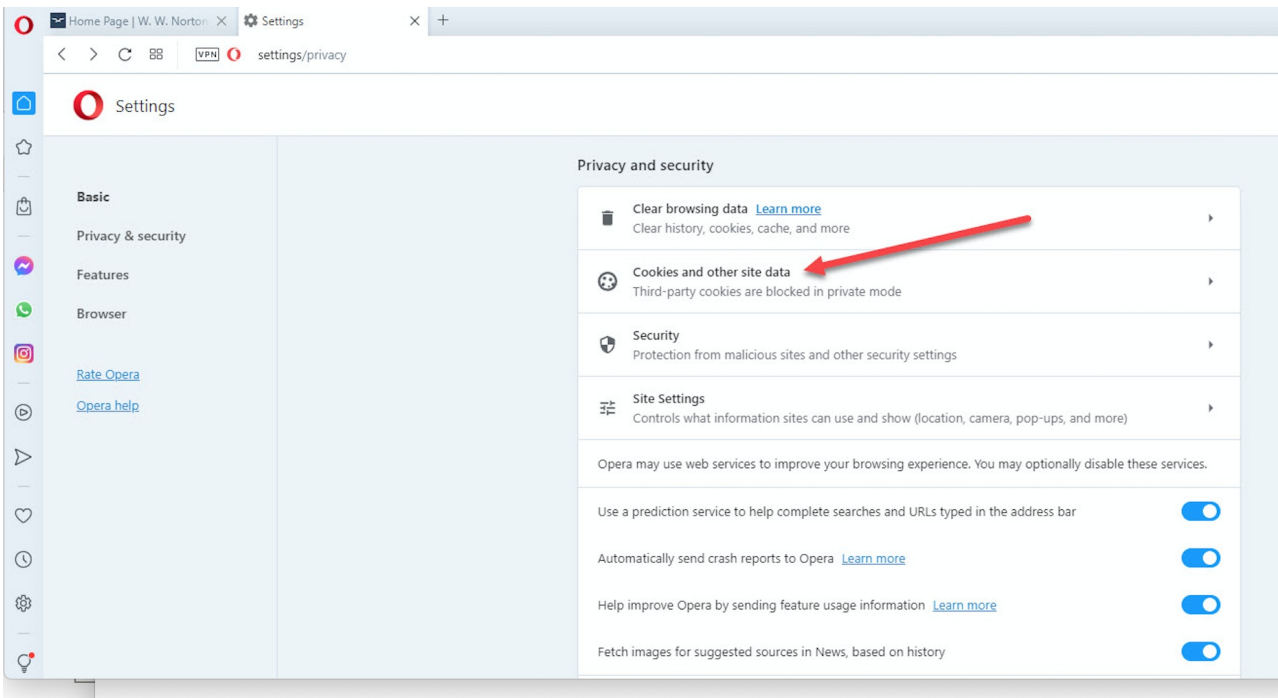 Home Page | W. W. Norton
Settings
VPN
settings/privacy
Settings
Basic
Privacy & security
Features
Browser
Rate Opera
Opera help
Privacy and security
Clear browsing data Learn more
Clear history, cookies, cache, and more
Cookies and other site data
Third-party cookies are blocked in private mode
Security
Protection from malicious sites and other security settings
Site Settings
Controls what information sites can use and show (location, camera, pop-ups, and more)
Opera may use web services to improve your browsing experience. You may optionally disable these services.
Use a prediction service to help complete searches and URLs typed in the address bar
Automatically send crash reports to Opera Learn more
Help improve Opera by sending feature usage information Learn more
Fetch images for suggested sources in News, based on history